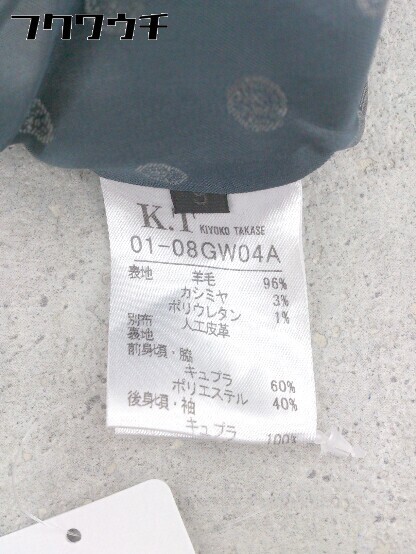 フクワウチ
K.T KIYOKO TAKASE
01-08GW04A
表地 羊毛 96%
カシミヤ 3%
ポリウレタン 1%
別布 人工皮革
裏地
前身頃・脇
キュプラ 60%
ポリエステル 40%
後身頃・袖
キュプラ 100%